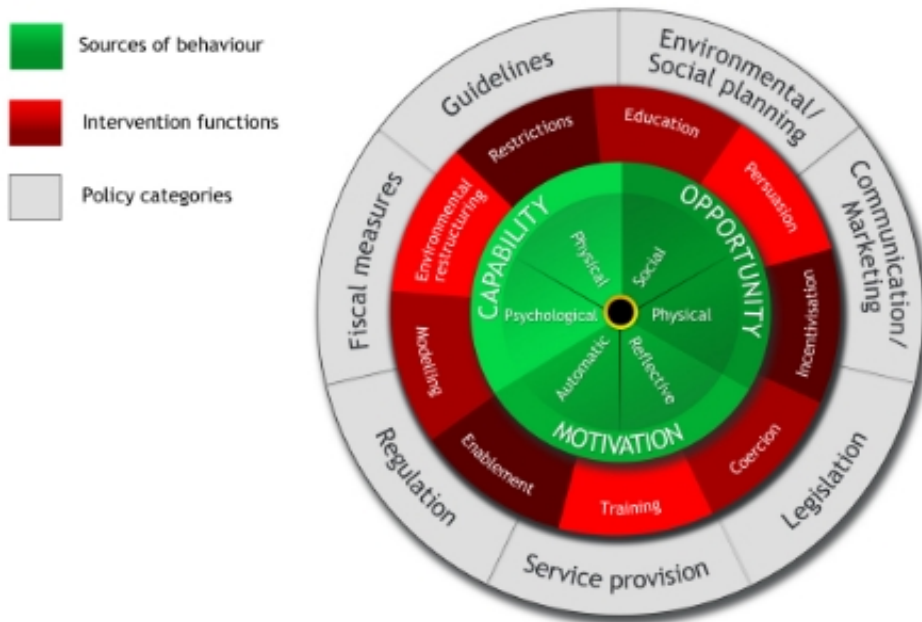 Sources of behaviour
Intervention functions
Policy categories
Guidelines
Environmental/
Social planning
Communication/
Marketing
Legislation
Service provision
Regulation
Fiscal measures
Restrictions
Education
Persuasion
Incentivisation
Coercion
Training
Enablement
Modelling
Environmental
restructuring
CAPABILITY
OPPORTUNITY
MOTIVATION
Physical
Social
Psychological
Physical
Automatic
Reflective